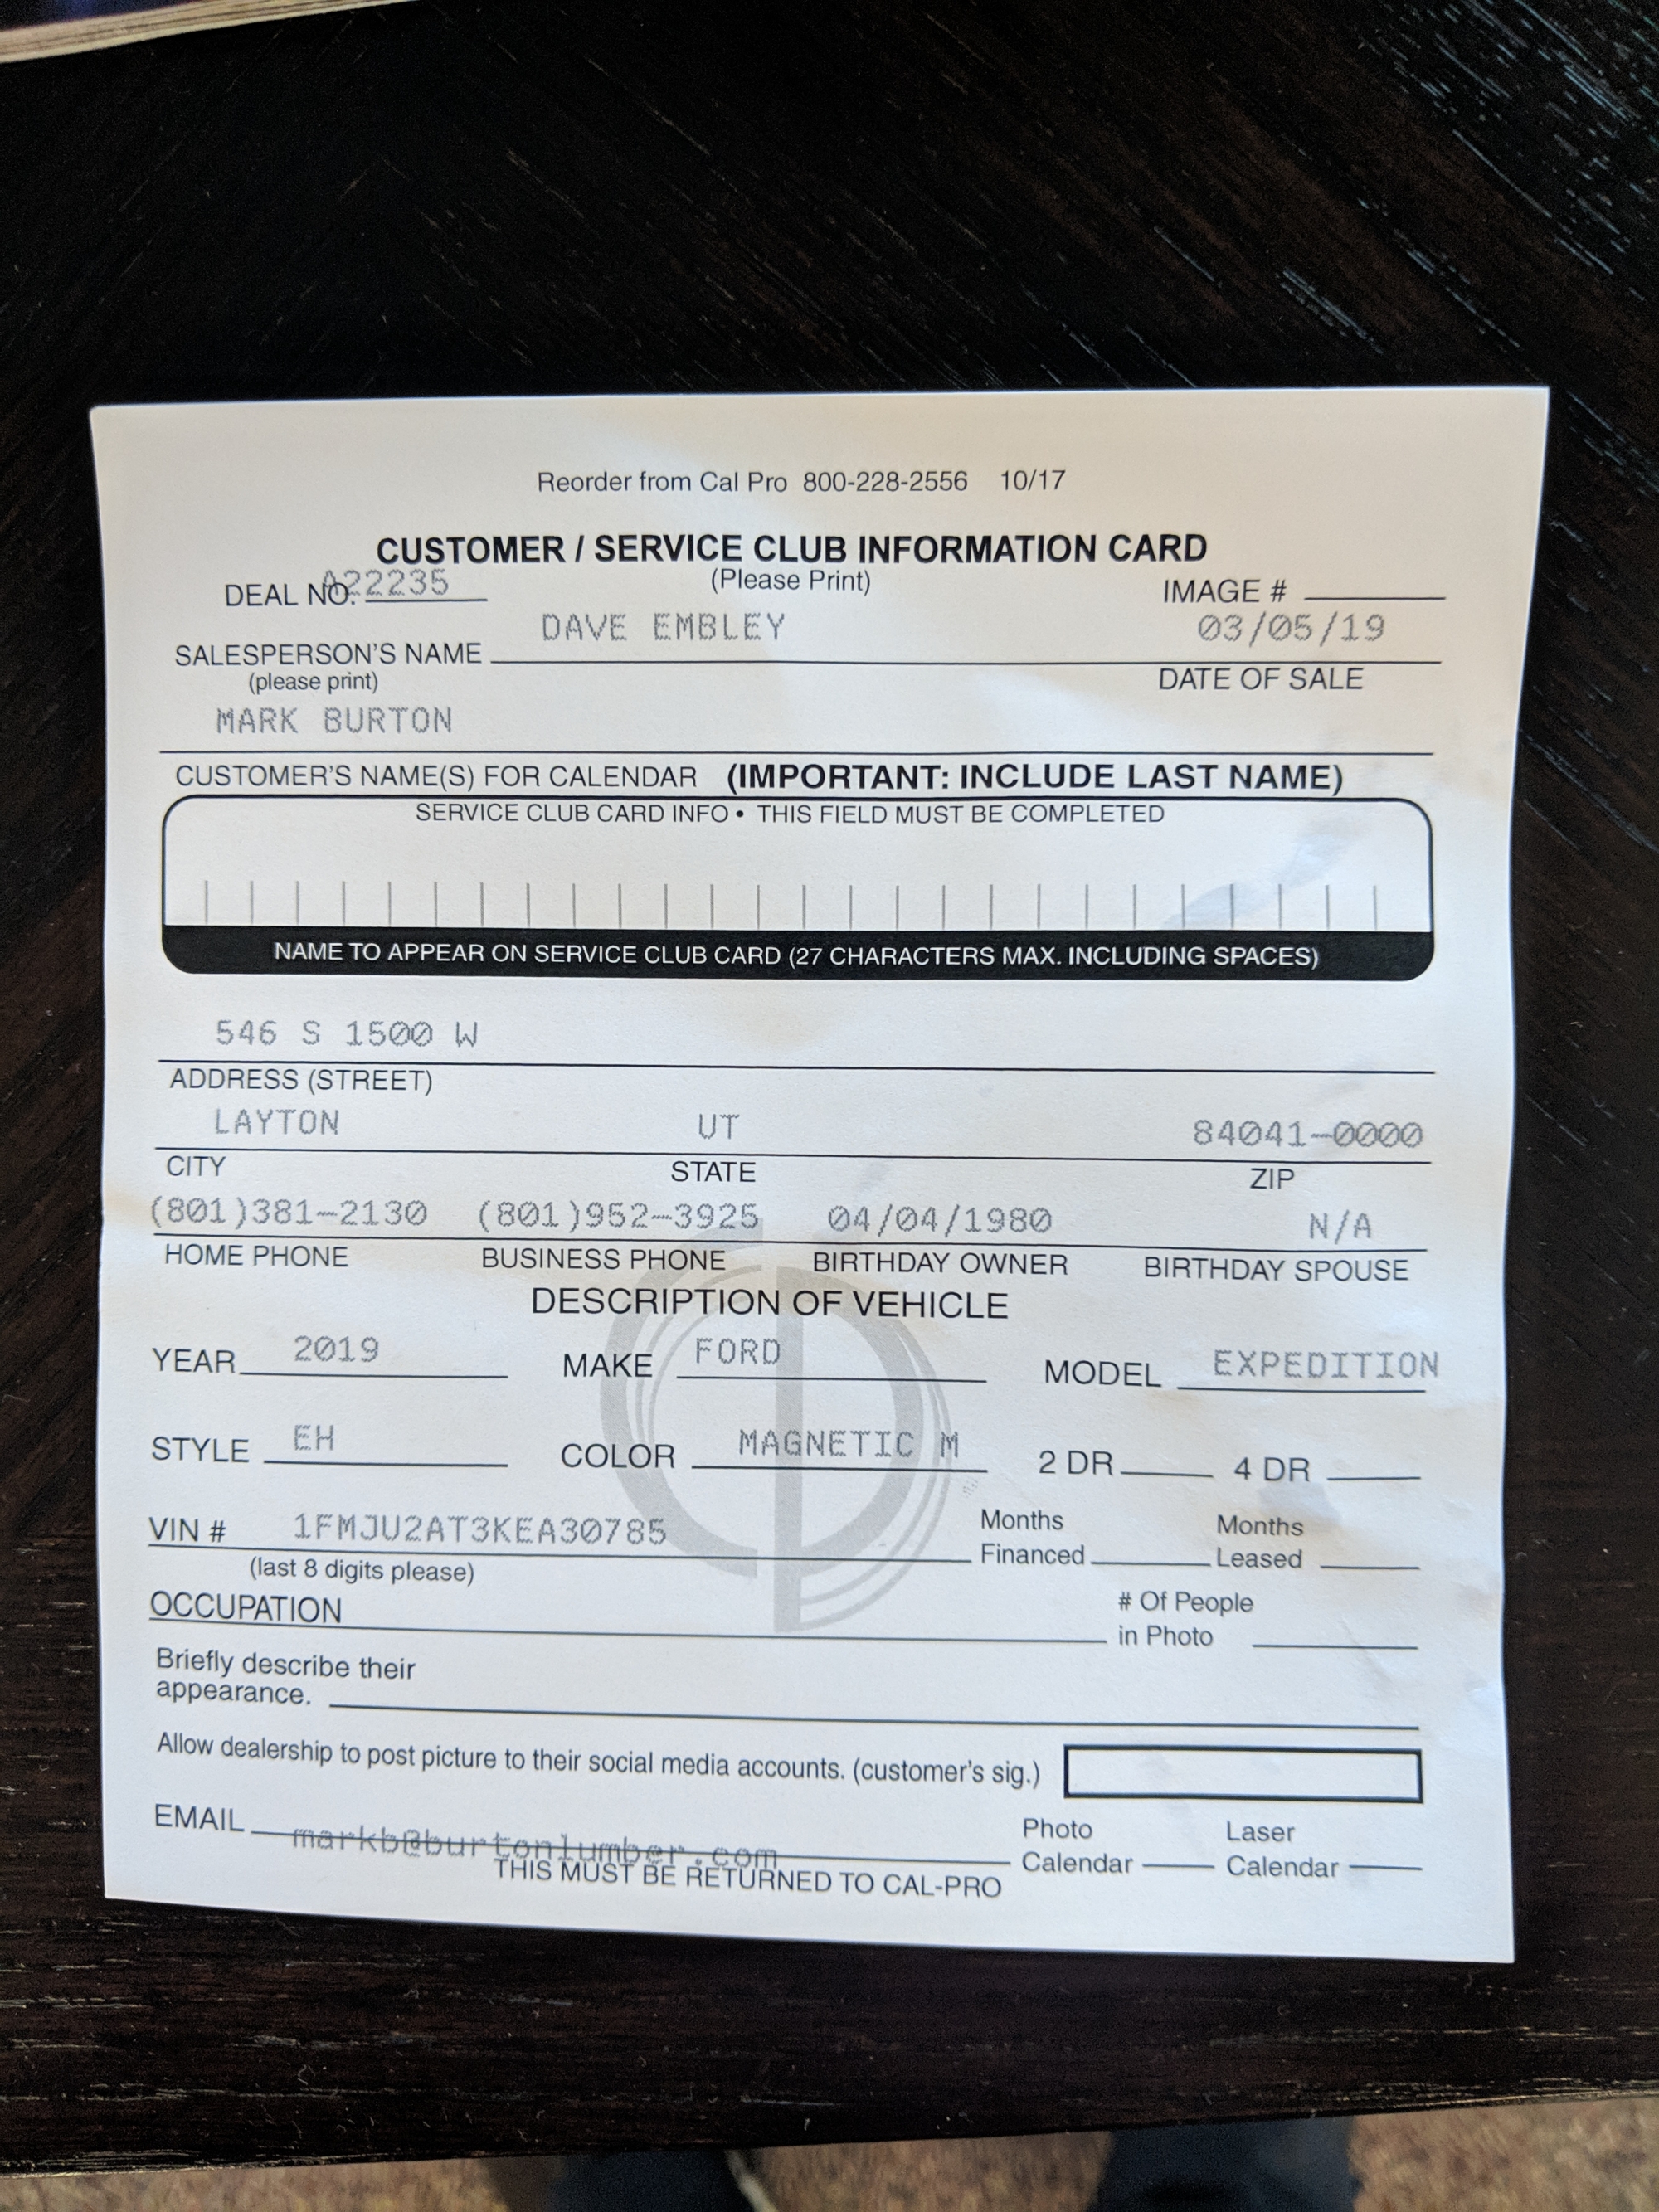 Reorder from Cal Pro 800-228-2556 10/17
CUSTOMER / SERVICE CLUB INFORMATION CARD
(Please Print)
DEAL NO. A22235 IMAGE #
SALESPERSON'S NAME DAVE EMBLEY 03/05/19
(please print) DATE OF SALE
MARK BURTON
CUSTOMER'S NAME(S) FOR CALENDAR (IMPORTANT: INCLUDE LAST NAME)
SERVICE CLUB CARD INFO • THIS FIELD MUST BE COMPLETED
NAME TO APPEAR ON SERVICE CLUB CARD (27 CHARACTERS MAX. INCLUDING SPACES)
546 S 1500 W
ADDRESS (STREET)
LAYTON UT 84041-0000
CITY STATE ZIP
(801)381-2130 (801)952-3925 04/04/1980 N/A
HOME PHONE BUSINESS PHONE BIRTHDAY OWNER BIRTHDAY SPOUSE
DESCRIPTION OF VEHICLE
YEAR 2019 MAKE FORD MODEL EXPEDITION
STYLE EH COLOR MAGNETIC M 2 DR 4 DR
VIN # 1FMJU2AT3KEA30785 Months Financed Months Leased
(last 8 digits please)
OCCUPATION # Of People in Photo
Briefly describe their
appearance.
Allow dealership to post picture to their social media accounts. (customer's sig.)
EMAIL markb@burtonlumber.com Photo Calendar Laser Calendar
THIS MUST BE RETURNED TO CAL-PRO